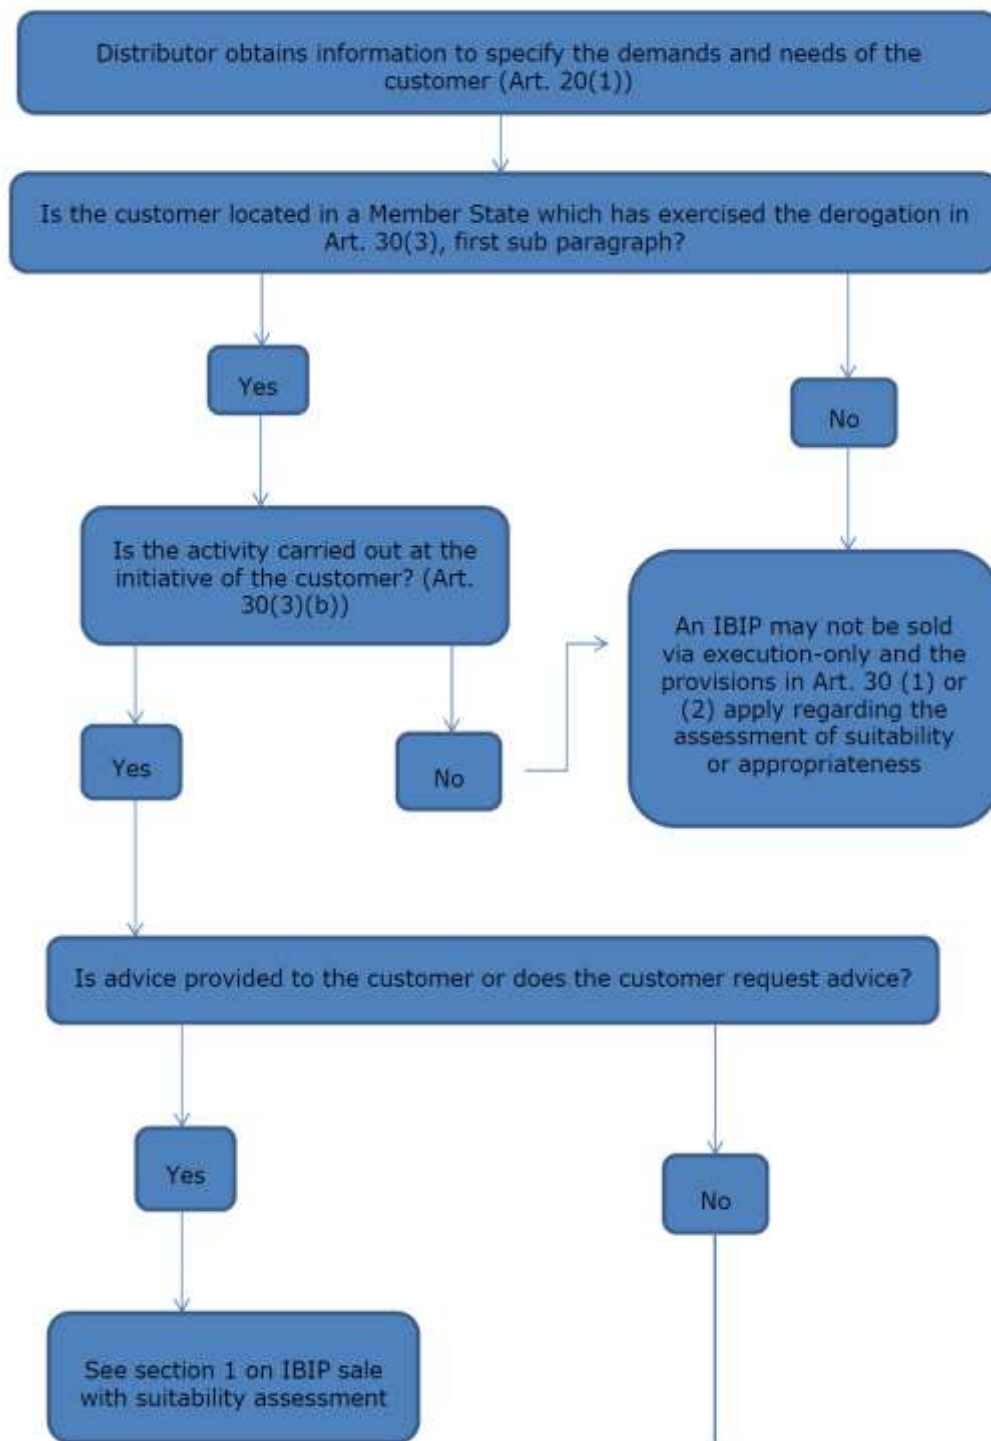 Distributor obtains information to specify the demands and needs of the
customer (Art. 20(1))
Is the customer located in a Member State which has exercised the derogation in
Art. 30(3), first sub paragraph?
Yes
No
Is the activity carried out at the
initiative of the customer? (Art.
30(3)(b))
An IBIP may not be sold
via execution-only and the
provisions in Art. 30 (1) or
(2) apply regarding the
assessment of suitability
or appropriateness
Yes
No
Is advice provided to the customer or does the customer request advice?
Yes
No
See section 1 on IBIP sale
with suitability assessment